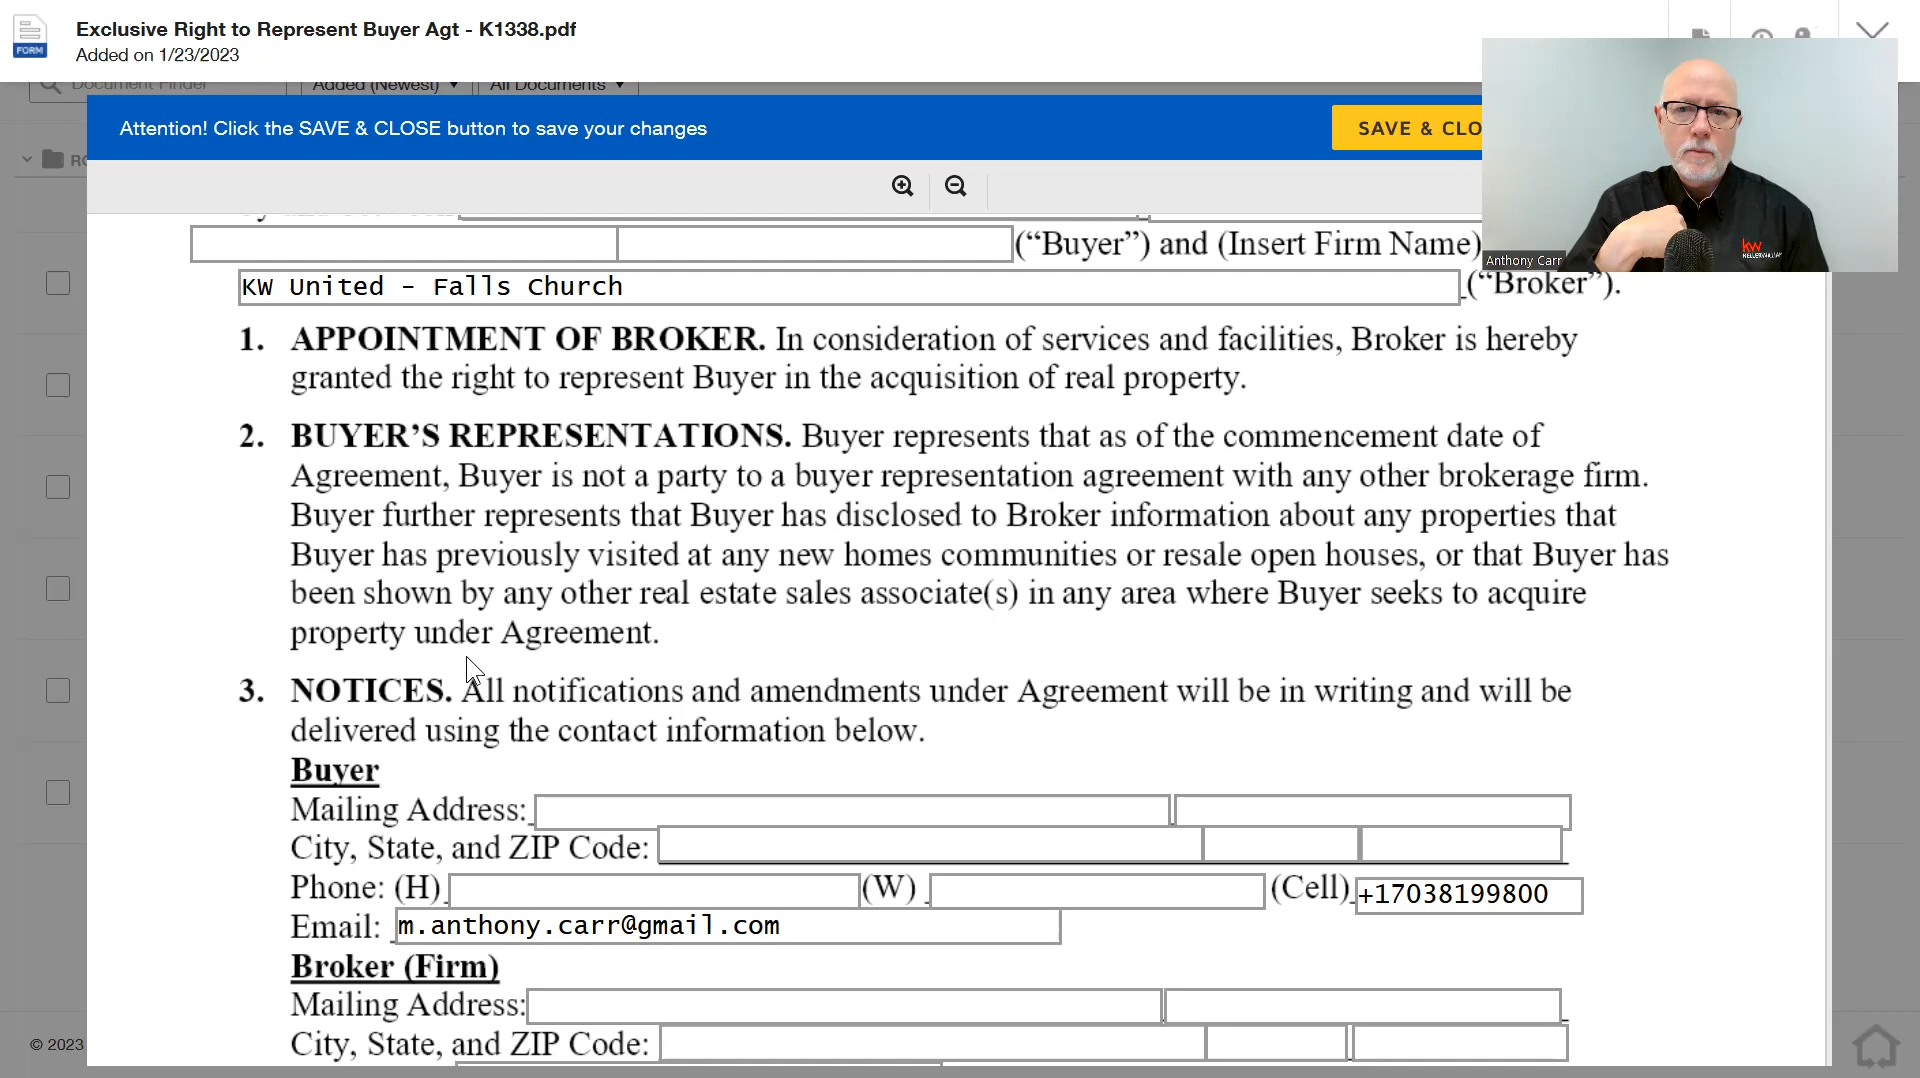 Exclusive Right to Represent Buyer Agt - K1338.pdf
FORM
Added on 1/23/2023
Document Finder
Added (Newest)
All Documents
Attention! Click the SAVE & CLOSE button to save your changes
SAVE & CLO
("Buyer") and (Insert Firm Name)
kw
Anthony Carr
KW United - Falls Church
("Broker").
1. APPOINTMENT OF BROKER. In consideration of services and facilities, Broker is hereby
granted the right to represent Buyer in the acquisition of real property.
2. BUYER'S REPRESENTATIONS. Buyer represents that as of the commencement date of
Agreement, Buyer is not a party to a buyer representation agreement with any other brokerage firm.
Buyer further represents that Buyer has disclosed to Broker information about any properties that
Buyer has previously visited at any new homes communities or resale open houses, or that Buyer has
been shown by any other real estate sales associate(s) in any area where Buyer seeks to acquire
property under Agreement.
3. NOTICES. All notifications and amendments under Agreement will be in writing and will be
delivered using the contact information below.
Buyer
Mailing Address:
City, State, and ZIP Code:
Phone: (H) (W) (Cell) +17038199800
Email: m.anthony.carr@gmail.com
Broker (Firm)
Mailing Address:
City, State, and ZIP Code:
© 2023